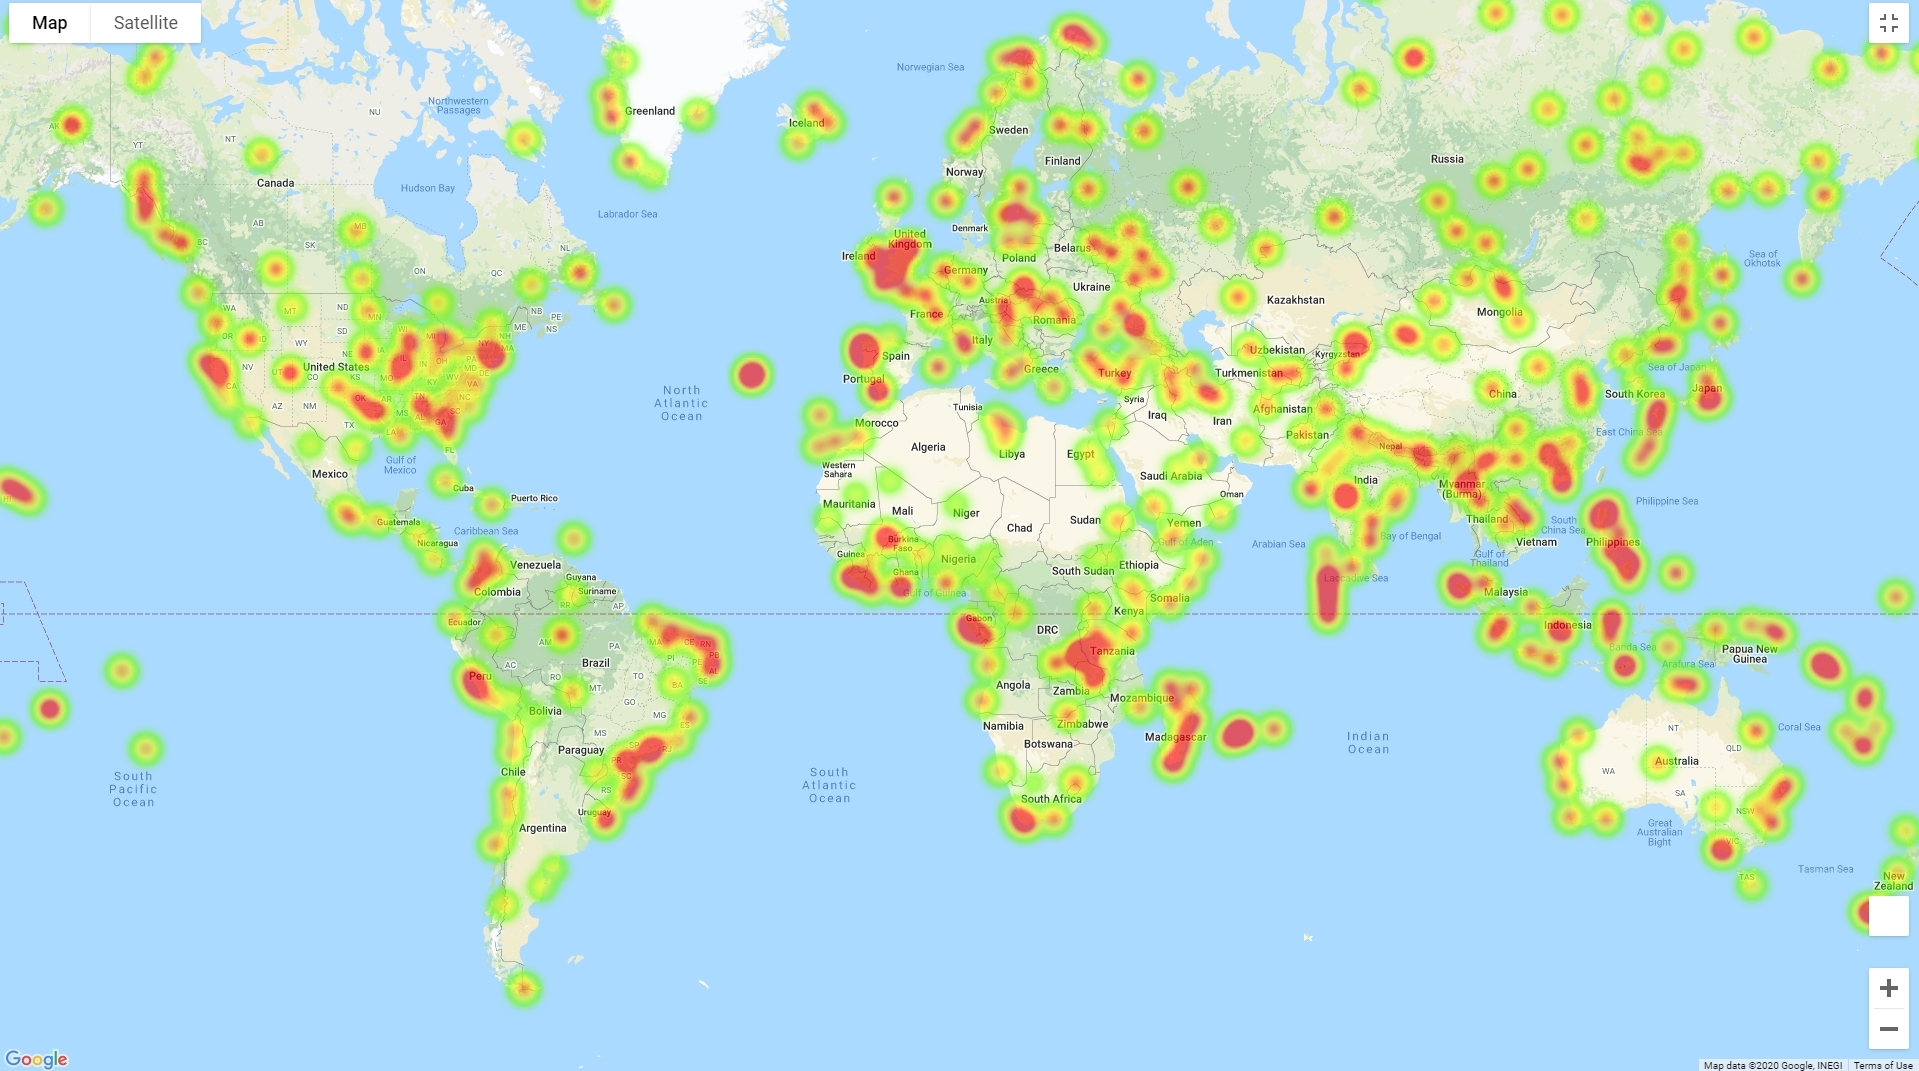 Map
Satellite
Norwegian Sea
Northwestern
Passages
Greenland
NU
Iceland
AK
Sweden
NT
YT
Finland
Russia
Norway
Canada
Hudson Bay
Labrador Sea
AB
MB
BC
SK
NL
ON
QC
Denmark
United
Kingdom
Ireland
Belarus
Poland
Sea of
Okhotsk
Germany
Ukraine
Kazakhstan
Austria
Mongolia
WA
MT
ND
MN
NB
PE
NS
ME
France
Romania
OR
SD
WI
MI
NH
NY
MA
WY
Italy
Uzbekistan
Kyrgyzstan
NE
IA
IL
IN
OH
PA
Spain
NV
UT
United States
CO
KS
MO
KY
WV
MD
DE
VA
Greece
Turkey
Turkmenistan
Sea of Japan
CA
Portugal
North
Atlantic
Ocean
China
South Korea
Japan
AZ
NM
OK
AR
TN
NC
MS
AL
SC
GA
Tunisia
Syria
Iraq
Iran
Afghanistan
TX
LA
FL
Morocco
Algeria
Libya
Egypt
Pakistan
Nepal
East China Sea
Gulf of
Mexico
Mexico
Western
Sahara
Saudi Arabia
India
Myanmar
(Burma)
HI
Cuba
Puerto Rico
Mauritania
Mali
Niger
Chad
Sudan
Oman
Yemen
Thailand
South
China Sea
Philippine Sea
Guatemala
Caribbean Sea
Nicaragua
Burkina
Faso
Guinea
Nigeria
Gulf of Aden
Arabian Sea
Bay of Bengal
Vietnam
Philippines
Gulf of
Thailand
Venezuela
Guyana
Suriname
Ghana
South Sudan
Ethiopia
Laccadive Sea
Colombia
RR
AP
Gulf of Guinea
Somalia
Malaysia
Ecuador
Gabon
Kenya
DRC
Indonesia
AM
PA
MA
CE
RN
PB
PI
PE
AL
SE
Brazil
AC
RO
TO
Tanzania
Banda Sea
Arafura Sea
Papua New
Guinea
Peru
MT
BA
Angola
Zambia
Mozambique
Bolivia
GO
MG
ES
MS
Namibia
Zimbabwe
Botswana
Madagascar
Indian
Ocean
Coral Sea
NT
QLD
Paraguay
SP
RJ
PR
SC
RS
Chile
South
Pacific
Ocean
South
Atlantic
Ocean
WA
Australia
SA
NSW
South Africa
Uruguay
Argentina
Great
Australian
Bight
VIC
TAS
Tasman Sea
New
Zealand
Google
Map data ©2020 Google, INEGI
Terms of Use